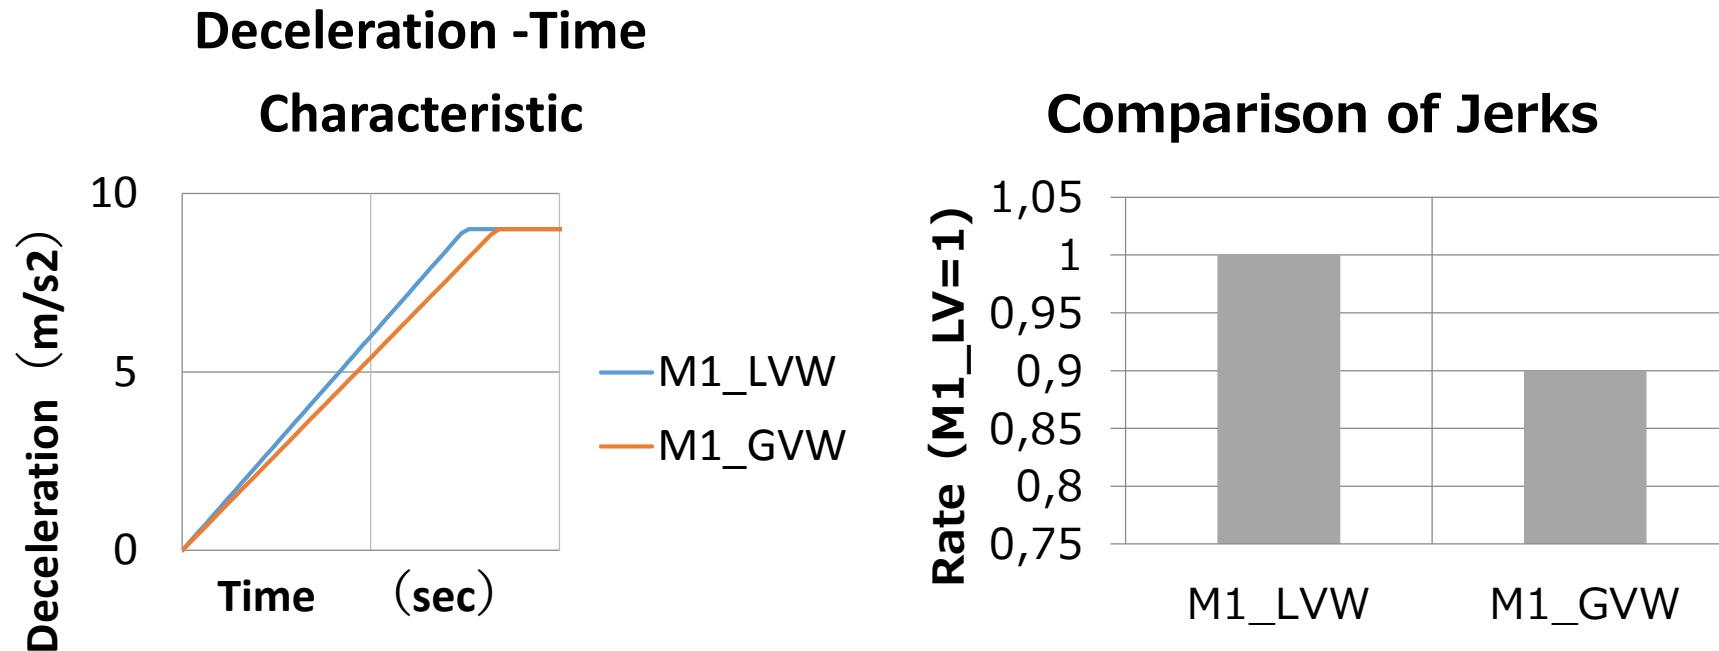 Deceleration -Time
Characteristic
Deceleration（m/s2）
10
5
0
Time （sec）
M1_LVW
M1_GVW
Comparison of Jerks
Rate (M1_LV=1)
1,05
1
0,95
0,9
0,85
0,8
0,75
M1_LVW
M1_GVW